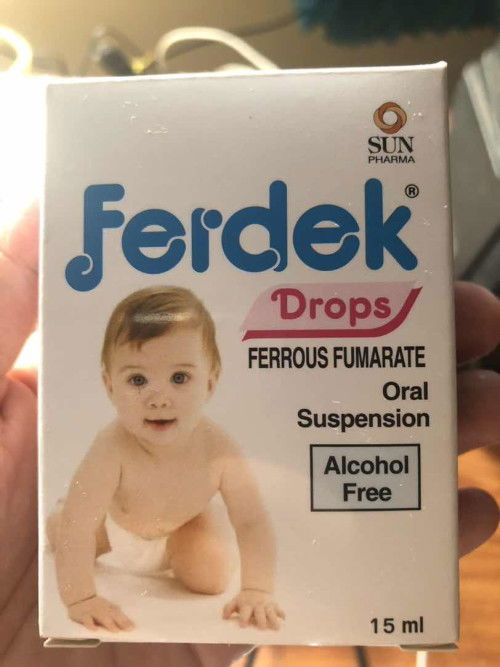 SUN
PHARMA
Ferdek®
Drops
FERROUS FUMARATE
Oral
Suspension
Alcohol
Free
15 ml